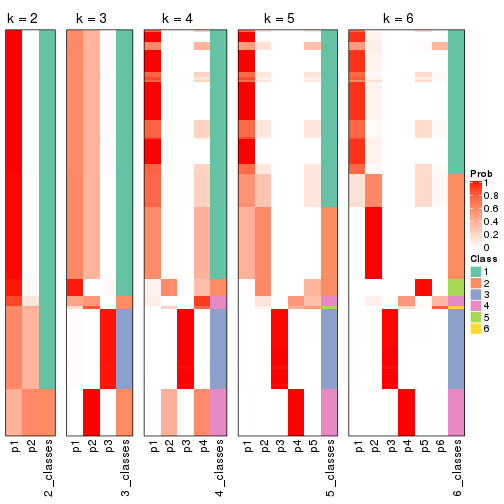 k = 2
k = 3
k = 4
k = 5
k = 6
p1
p2
2_classes
p1
p2
p3
3_classes
p1
p2
p3
p4
4_classes
p1
p2
p3
p4
p5
5_classes
p1
p2
p3
p4
p5
p6
6_classes
Prob
1
0.8
0.6
0.4
0.2
0
Class
1
2
3
4
5
6